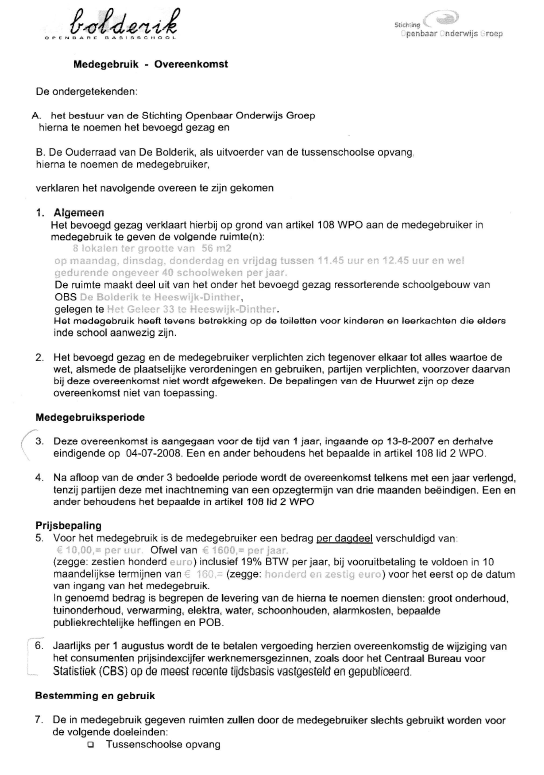 bolderik
OPENBARE BASISSCHOOL
Stichting
Openbaar Onderwijs Groep
Medegebruik - Overeenkomst
De ondergetekenden:
A. het bestuur van de Stichting Openbaar Onderwijs Groep
hierna te noemen het bevoegd gezag en
B. De Ouderraad van De Bolderik, als uitvoerder van de tussenschoolse opvang,
hierna te noemen de medegebruiker,
verklaren het navolgende overeen te zijn gekomen
1. Algemeen
Het bevoegd gezag verklaart hierbij op grond van artikel 108 WPO aan de medegebruiker in
medegebruik te geven de volgende ruimte(n):
8 lokalen ter grootte van 56 m2
op maandag, dinsdag, donderdag en vrijdag tussen 11.45 uur en 12.45 uur en wel
gedurende ongeveer 40 schoolweken per jaar.
De ruimte maakt deel uit van het onder het bevoegd gezag ressorterende schoolgebouw van
OBS De Bolderik te Heeswijk-Dinther,
gelegen te Het Geleer 33 te Heeswijk-Dinther.
Het medegebruik heeft tevens betrekking op de toiletten voor kinderen en leerkachten die elders
inde school aanwezig zijn.
2. Het bevoegd gezag en de medegebruiker verplichten zich tegenover elkaar tot alles waartoe de
wet, alsmede de plaatselijke verordeningen en gebruiken, partijen verplichten, voorzover daarvan
bij deze overeenkomst niet wordt afgeweken. De bepalingen van de Huurwet zijn op deze
overeenkomst niet van toepassing.
Medegebruiksperiode
3. Deze overeenkomst is aangegaan voor de tijd van 1 jaar, ingaande op 13-8-2007 en derhalve
eindigende op 04-07-2008. Een en ander behoudens het bepaalde in artikel 108 lid 2 WPO.
4. Na afloop van de onder 3 bedoelde periode wordt de overeenkomst telkens met een jaar verlengd,
tenzij partijen deze met inachtneming van een opzegtermijn van drie maanden beëindigen. Een en
ander behoudens het bepaalde in artikel 108 lid 2 WPO
Prijsbepaling
5. Voor het medegebruik is de medegebruiker een bedrag per dagdeel verschuldigd van:
€ 10,00,= per uur. Ofwel van € 1600,= per jaar.
(zegge: zestien honderd euro) inclusief 19% BTW per jaar, bij vooruitbetaling te voldoen in 10
maandelijkse termijnen van € 160,= (zegge: honderd en zestig euro) voor het eerst op de datum
van ingang van het medegebruik.
In genoemd bedrag is begrepen de levering van de hierna te noemen diensten: groot onderhoud,
tuinonderhoud, verwarming, elektra, water, schoonhouden, alarmkosten, bepaalde
publiekrechtelijke heffingen en POB.
6. Jaarlijks per 1 augustus wordt de te betalen vergoeding herzien overeenkomstig de wijziging van
het consumenten prijsindexcijfer werknemersgezinnen, zoals door het Centraal Bureau voor
Statistiek (CBS) op de meest recente tijdsbasis vastgesteld en gepubliceerd.
Bestemming en gebruik
7. De in medegebruik gegeven ruimten zullen door de medegebruiker slechts gebruikt worden voor
de volgende doeleinden:
❑ Tussenschoolse opvang